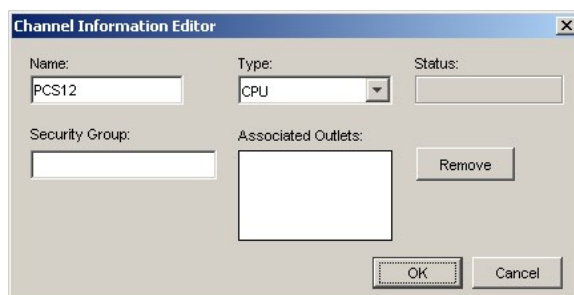 Channel Information Editor
Name: Type: Status:
PCS12 CPU
Security Group: Associated Outlets:
Remove
OK Cancel